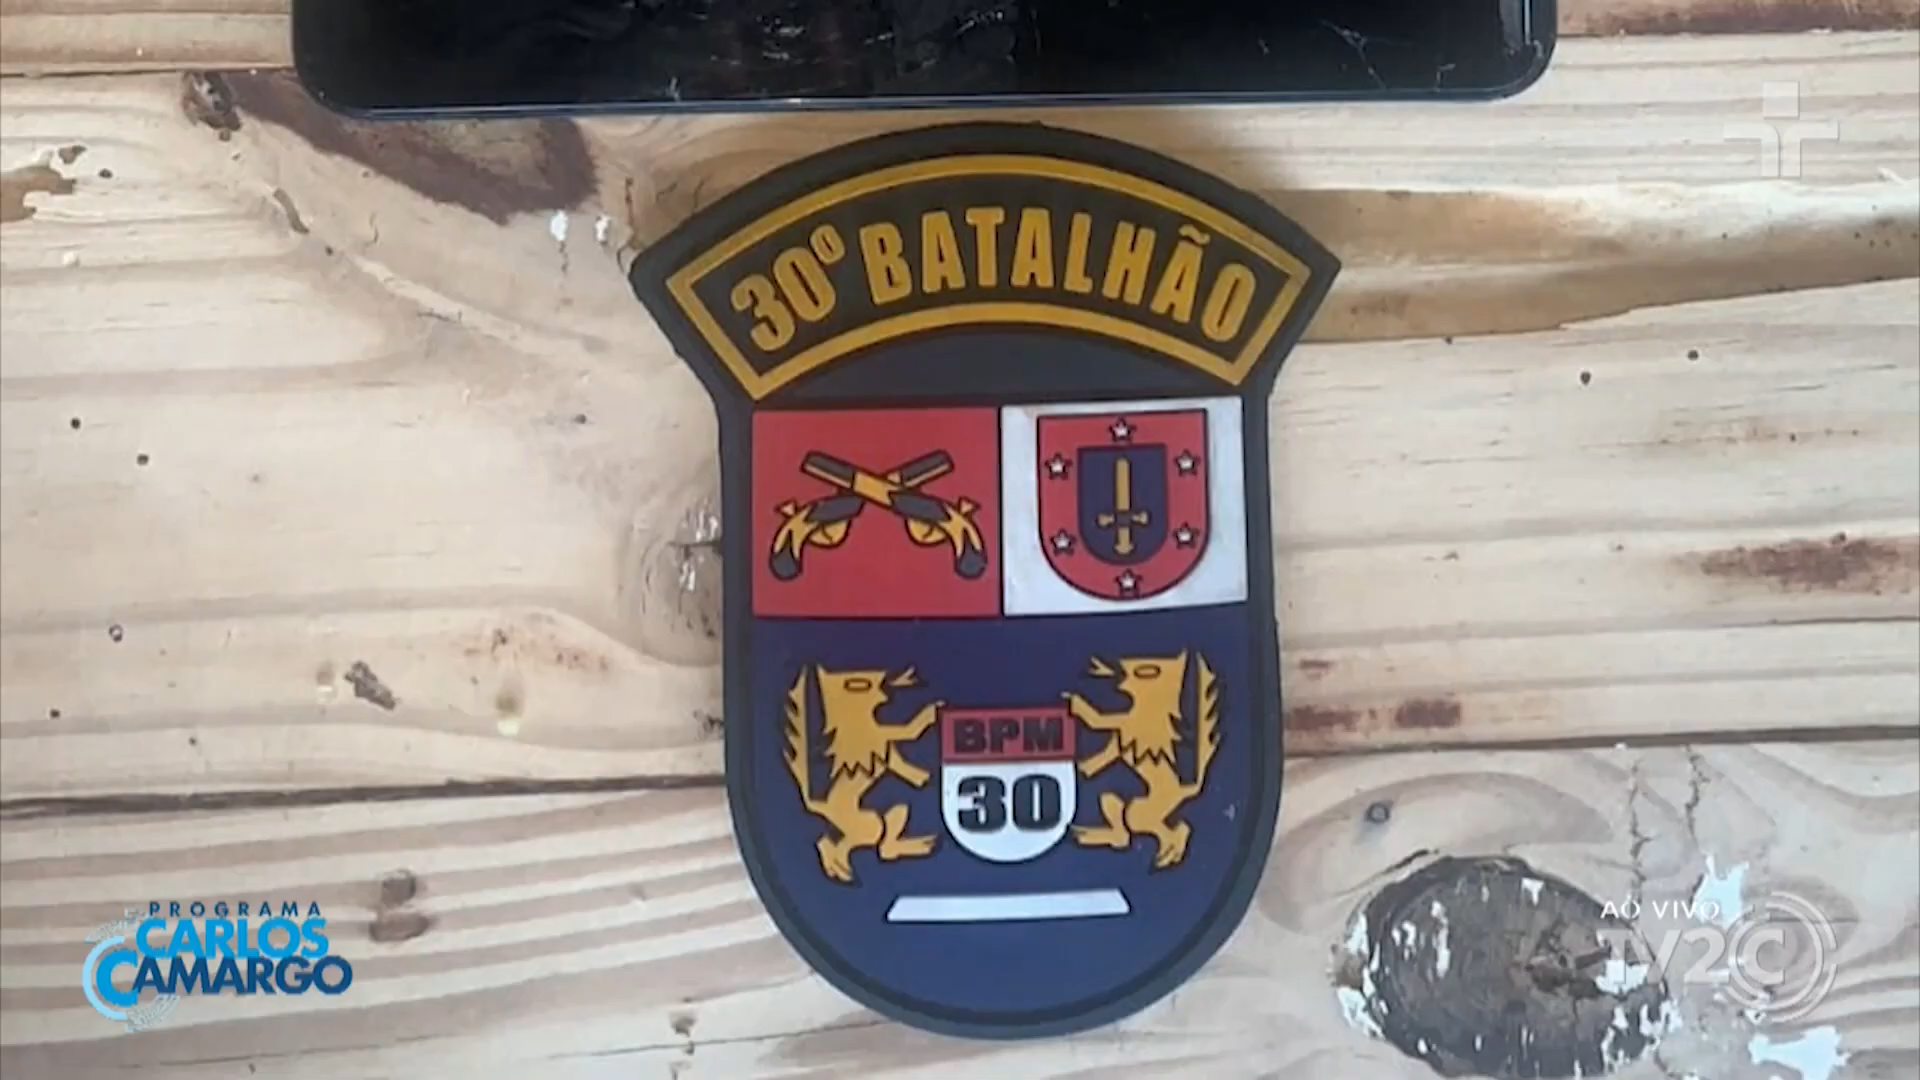 30º BATALHÃO
BPM
30
PROGRAMA
CARLOS
CAMARGO
AO VIVO
TV2C